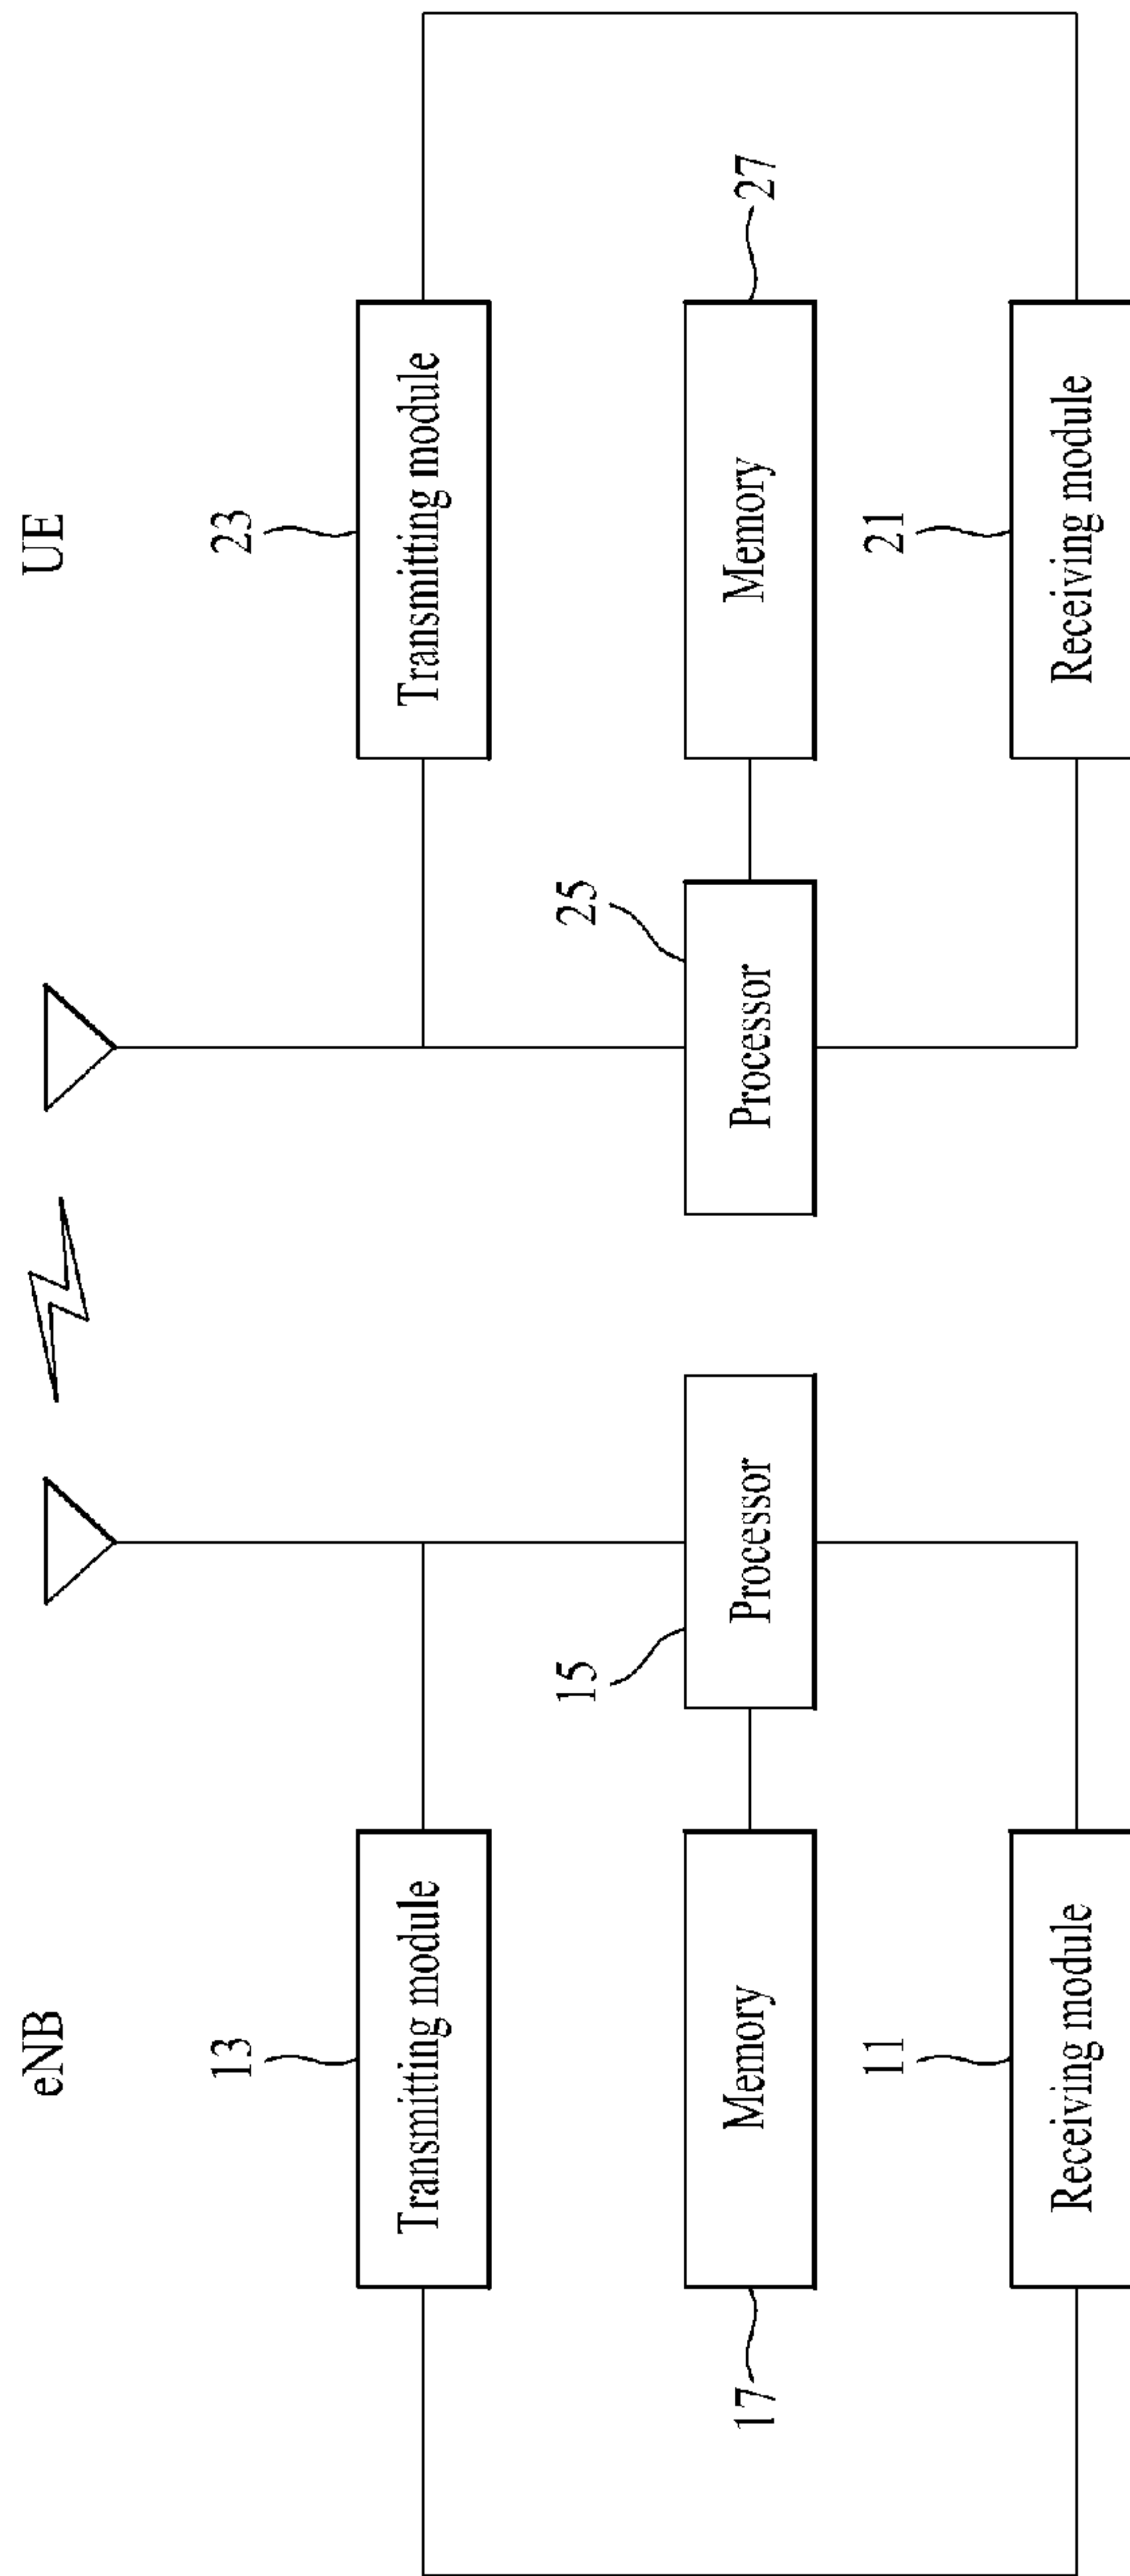 eNB
UE
13
Transmitting module
23
Transmitting module
15
25
17
Memory
Processor
Processor
Memory
27
11
Receiving module
21
Receiving module